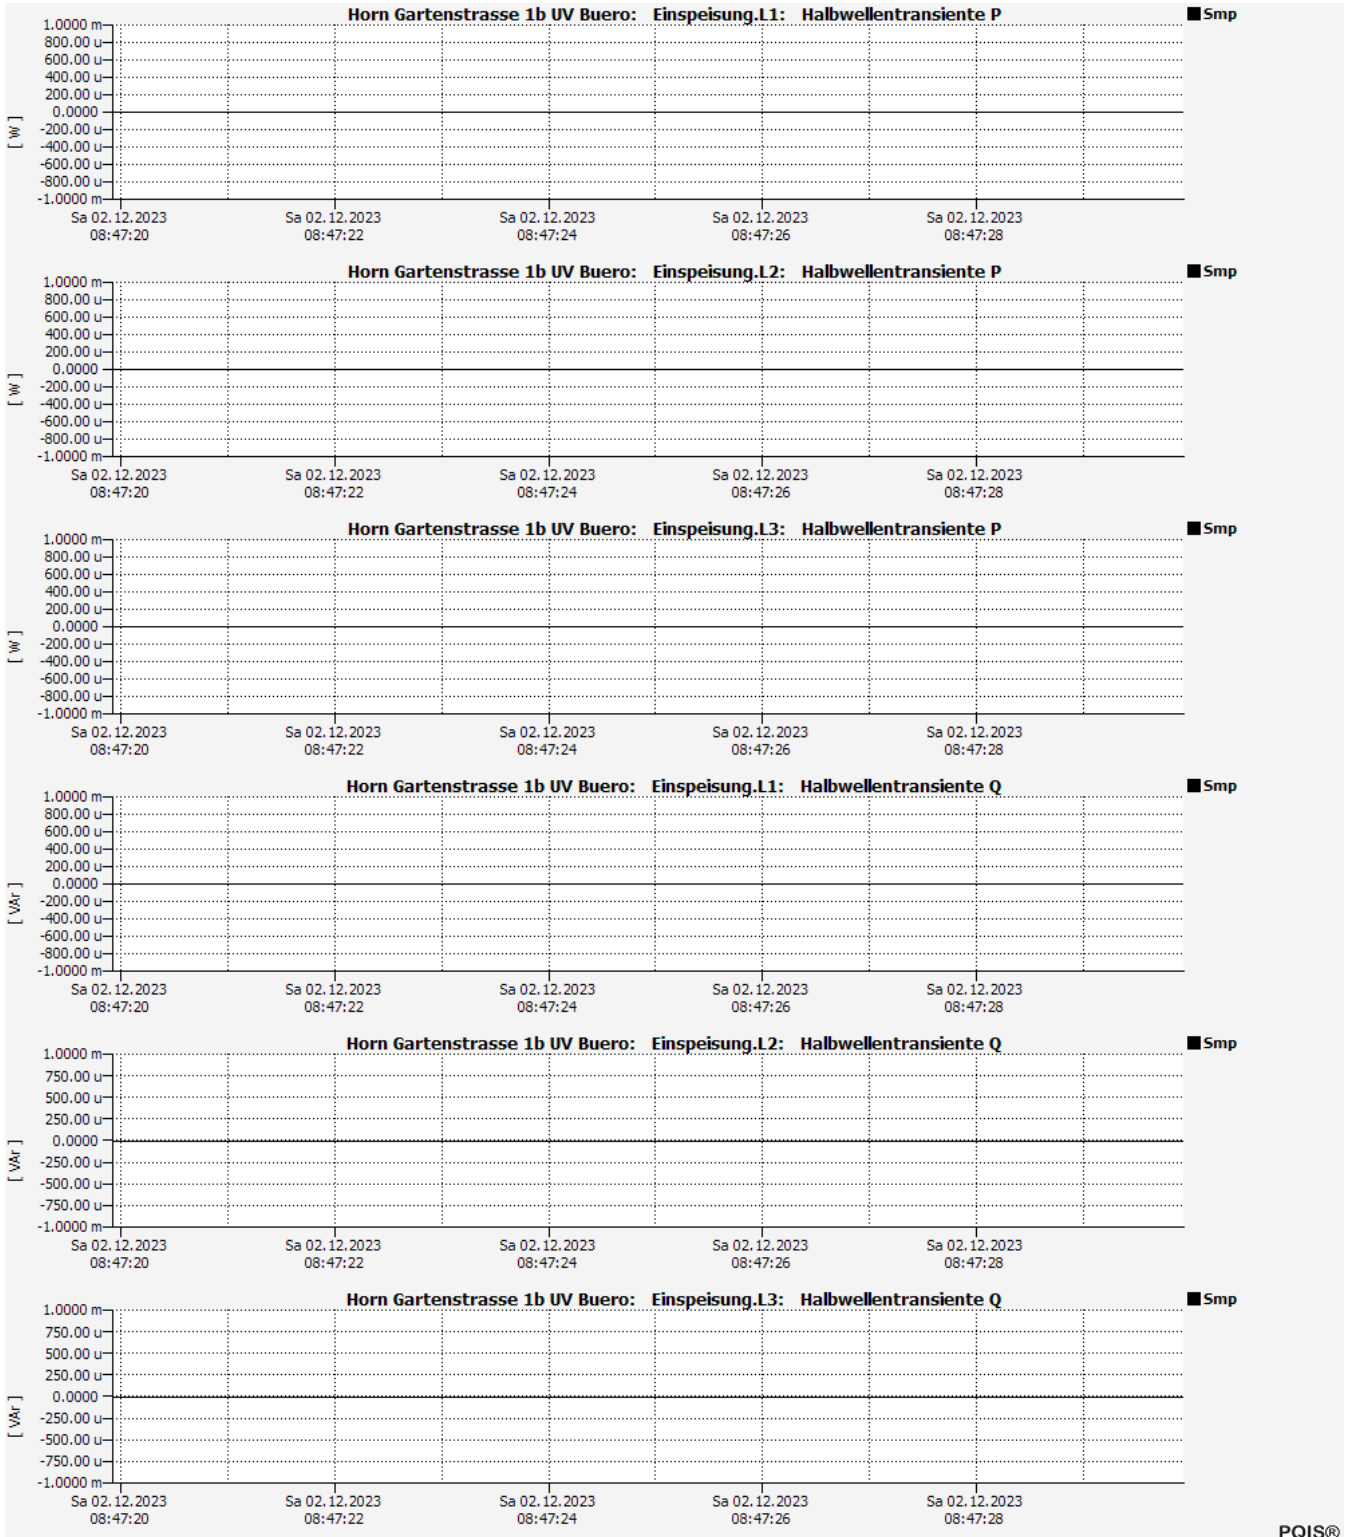 Horn Gartenstrasse 1b UV Buero: Einspeisung.L1: Halbwellentransiente P
Smp
1.0000 m
800.00 u
600.00 u
400.00 u
200.00 u
0.0000
-200.00 u
-400.00 u
-600.00 u
-800.00 u
-1.0000 m
[ W ]
Sa 02.12.2023 Sa 02.12.2023 Sa 02.12.2023 Sa 02.12.2023 Sa 02.12.2023
08:47:20 08:47:22 08:47:24 08:47:26 08:47:28
Horn Gartenstrasse 1b UV Buero: Einspeisung.L2: Halbwellentransiente P
Smp
1.0000 m
800.00 u
600.00 u
400.00 u
200.00 u
0.0000
-200.00 u
-400.00 u
-600.00 u
-800.00 u
-1.0000 m
[ W ]
Sa 02.12.2023 Sa 02.12.2023 Sa 02.12.2023 Sa 02.12.2023 Sa 02.12.2023
08:47:20 08:47:22 08:47:24 08:47:26 08:47:28
Horn Gartenstrasse 1b UV Buero: Einspeisung.L3: Halbwellentransiente P
Smp
1.0000 m
800.00 u
600.00 u
400.00 u
200.00 u
0.0000
-200.00 u
-400.00 u
-600.00 u
-800.00 u
-1.0000 m
[ W ]
Sa 02.12.2023 Sa 02.12.2023 Sa 02.12.2023 Sa 02.12.2023 Sa 02.12.2023
08:47:20 08:47:22 08:47:24 08:47:26 08:47:28
Horn Gartenstrasse 1b UV Buero: Einspeisung.L1: Halbwellentransiente Q
Smp
1.0000 m
800.00 u
600.00 u
400.00 u
200.00 u
0.0000
-200.00 u
-400.00 u
-600.00 u
-800.00 u
-1.0000 m
[ VAr ]
Sa 02.12.2023 Sa 02.12.2023 Sa 02.12.2023 Sa 02.12.2023 Sa 02.12.2023
08:47:20 08:47:22 08:47:24 08:47:26 08:47:28
Horn Gartenstrasse 1b UV Buero: Einspeisung.L2: Halbwellentransiente Q
Smp
1.0000 m
750.00 u
500.00 u
250.00 u
0.0000
-250.00 u
-500.00 u
-750.00 u
-1.0000 m
[ VAr ]
Sa 02.12.2023 Sa 02.12.2023 Sa 02.12.2023 Sa 02.12.2023 Sa 02.12.2023
08:47:20 08:47:22 08:47:24 08:47:26 08:47:28
Horn Gartenstrasse 1b UV Buero: Einspeisung.L3: Halbwellentransiente Q
Smp
1.0000 m
750.00 u
500.00 u
250.00 u
0.0000
-250.00 u
-500.00 u
-750.00 u
-1.0000 m
[ VAr ]
Sa 02.12.2023 Sa 02.12.2023 Sa 02.12.2023 Sa 02.12.2023 Sa 02.12.2023
08:47:20 08:47:22 08:47:24 08:47:26 08:47:28
PQIS®